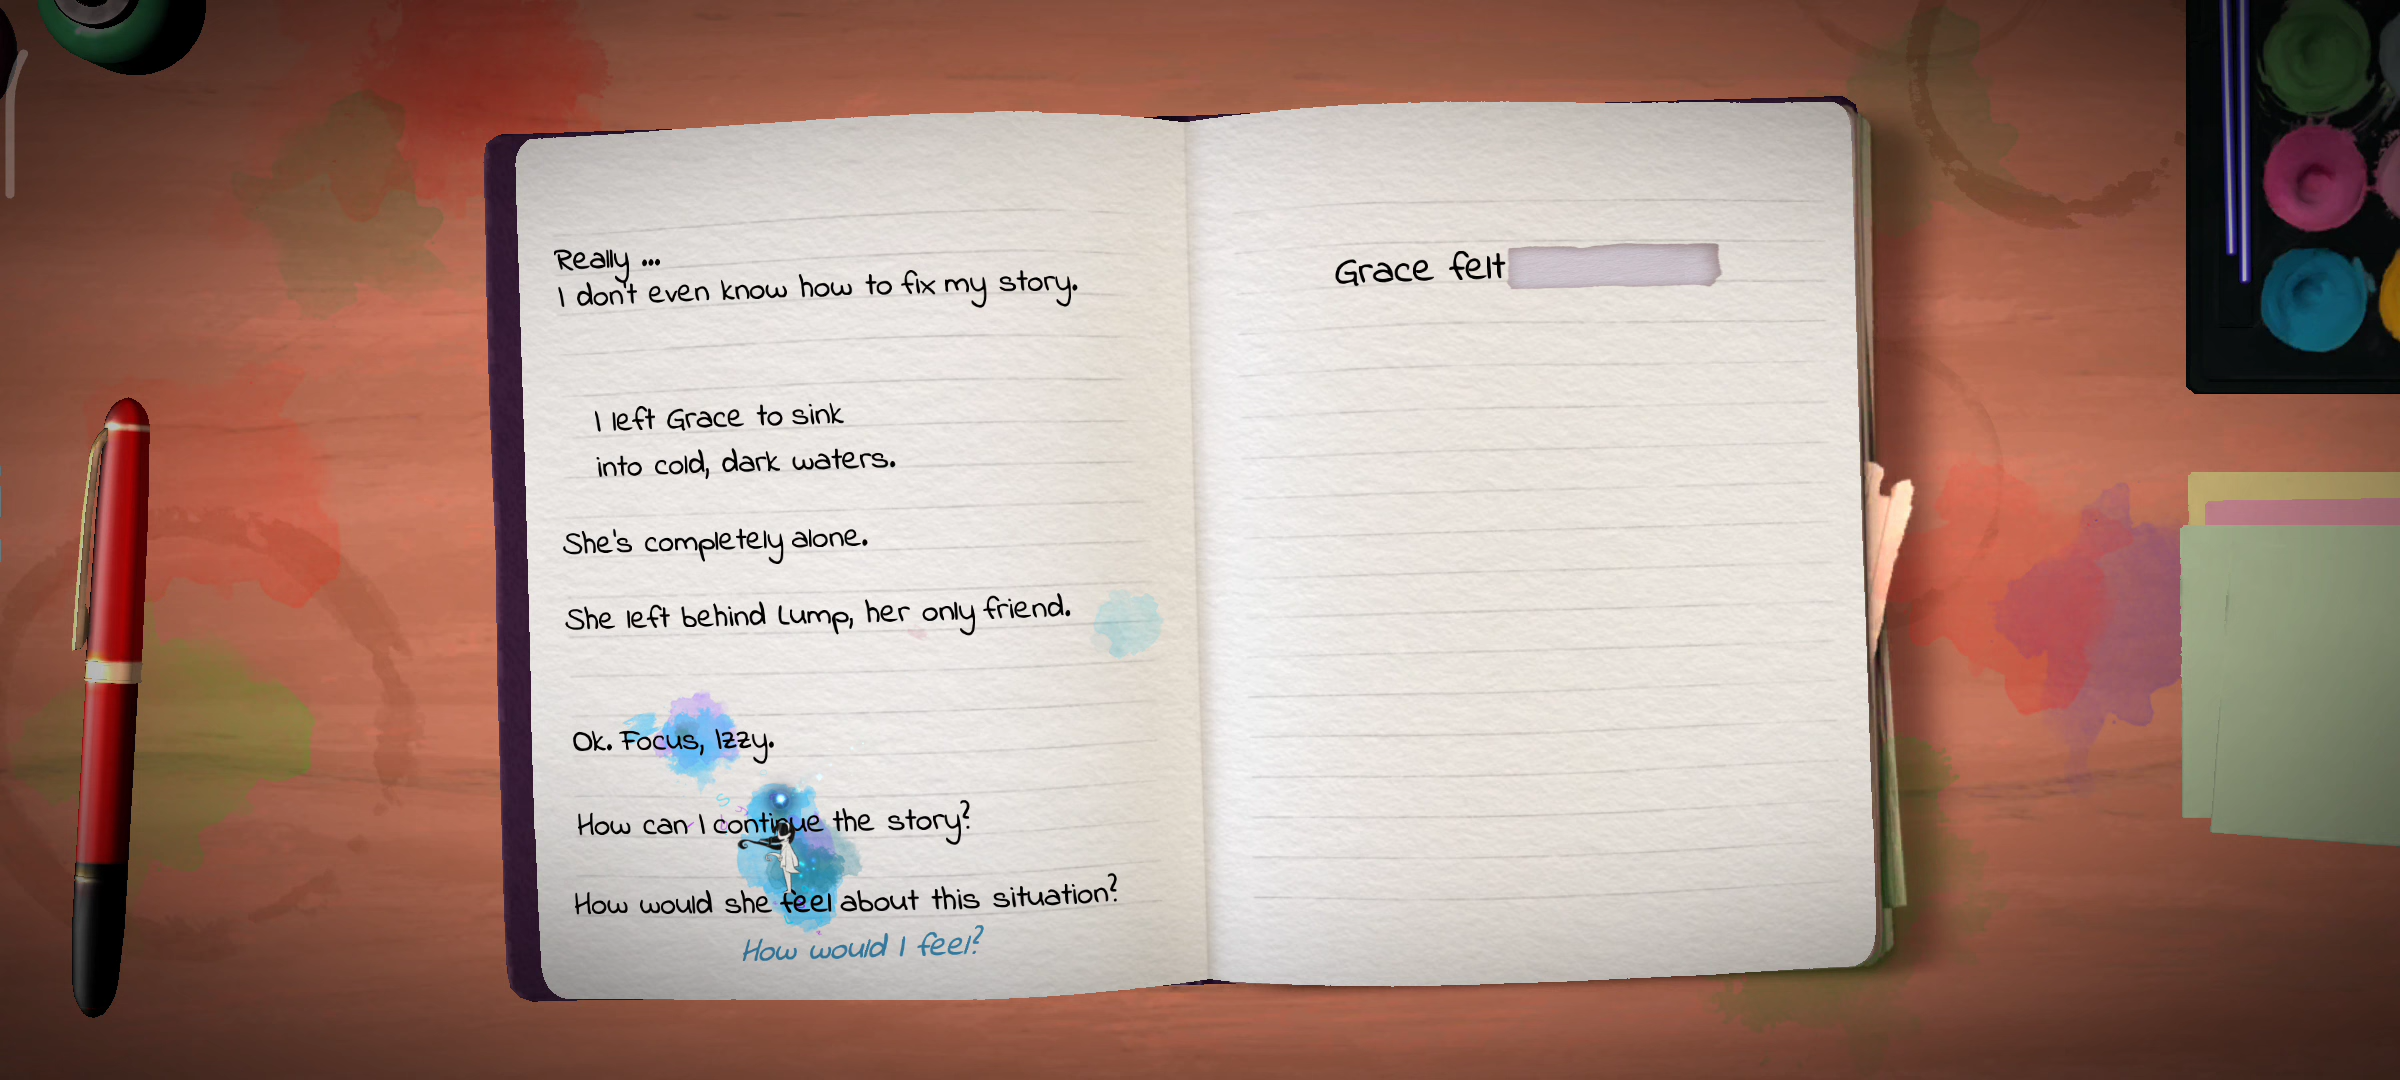 Really ...
I don't even know how to fix my story.
I left Grace to sink
into cold, dark waters.
She's completely alone.
She left behind Lump, her only friend.
Ok. Focus, Izzy.
How can I continue the story?
How would she feel about this situation?
How would I feel?
Grace felt